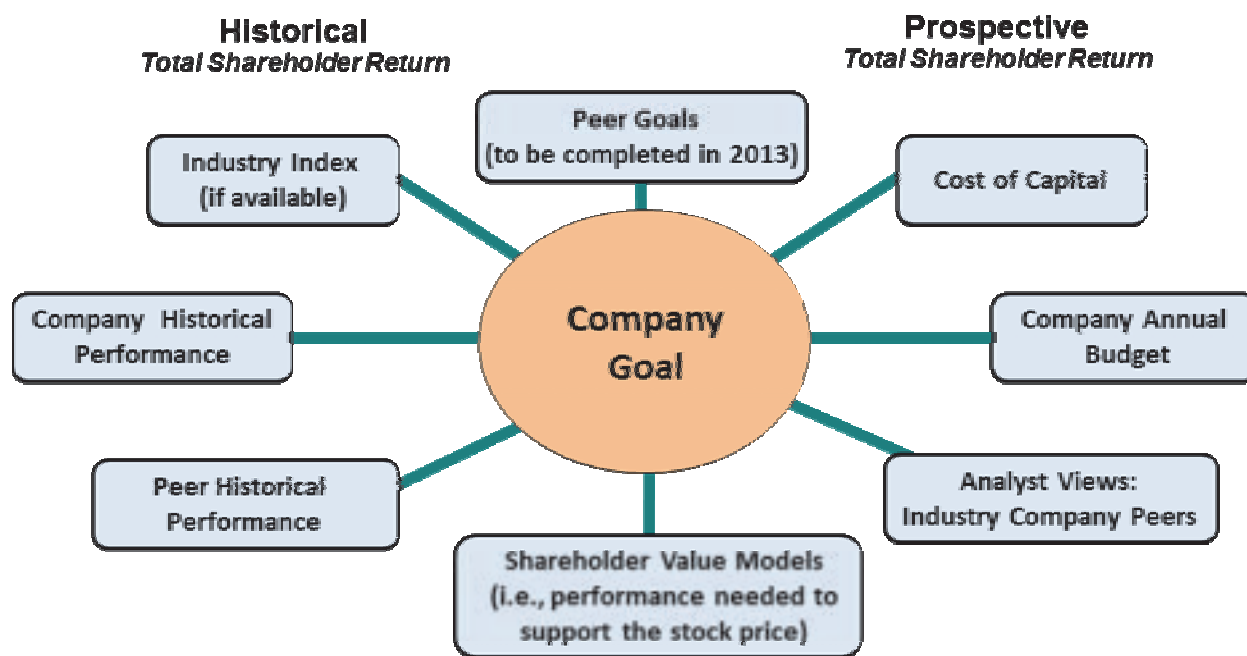 Historical
Total Shareholder Return
Prospective
Total Shareholder Return
Peer Goals
(to be completed in 2013)
Industry Index
(if available)
Cost of Capital
Company Historical
Performance
Company
Goal
Company Annual
Budget
Peer Historical
Performance
Analyst Views:
Industry Company Peers
Shareholder Value Models
(i.e., performance needed to
support the stock price)